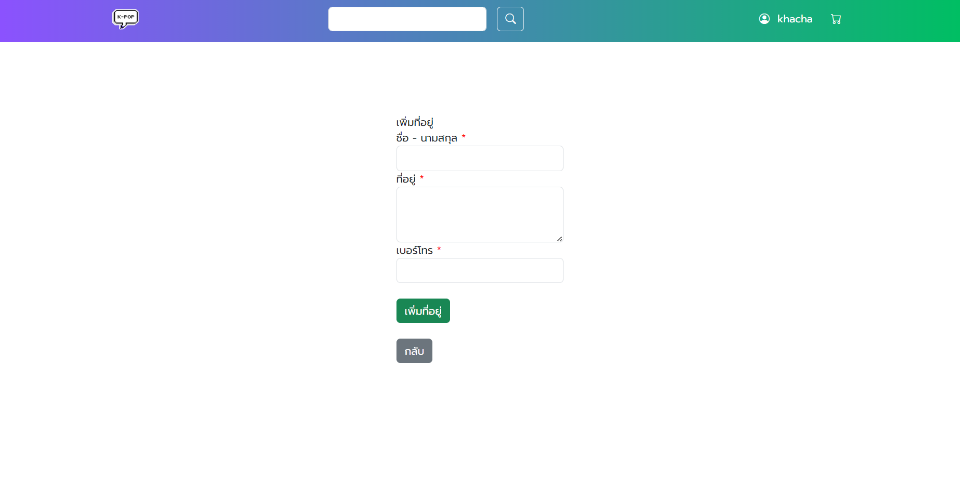 K-POP
khacha
เพิ่มที่อยู่
ชื่อ - นามสกุล *
ที่อยู่ *
เบอร์โทร *
เพิ่มที่อยู่
กลับ